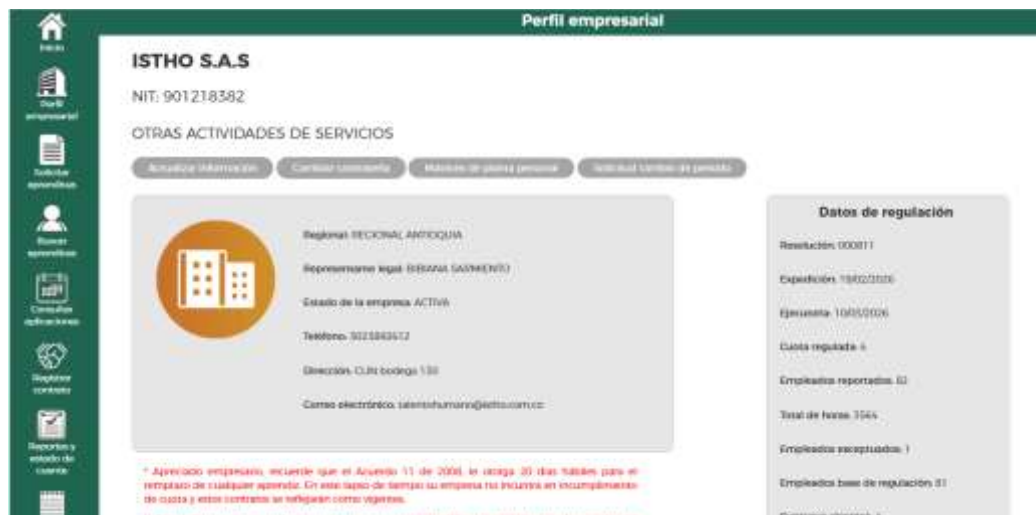 Perfil empresarial
Inicio
Perfil
empresarial
Solicitar
aprendices
Buscar
aprendices
Consultar
aplicaciones
Registrar
contrato
Reportes y
estado de
cuenta
ISTHO S.A.S
NIT: 901218382
OTRAS ACTIVIDADES DE SERVICIOS
Actualizar información
Cambiar contraseña
Histórico de planta personal
Solicitud cambio de periodo
Regional: REGIONAL ANTIOQUIA
Representante legal: BIBIANA SARMIENTO
Estado de la empresa: ACTIVA
Teléfono:
Dirección: bodega
Correo electrónico: talentohumano@istho.com.co
* Apreciado empresario, recuerde que el Acuerdo 11 de 2008, le otorga 20 días hábiles para el
remplazo de cualquier aprendiz. En este lapso de tiempo su empresa no incurrirá en incumplimiento
de cuota y estos contratos se reflejarán como vigentes.
Datos de regulación
Resolución: 000811
Expedición:
Ejecutoria: 10/03/2026
Cuota regulada: 4
Empleados reportados: 82
Total de horas: 3564
Empleados exceptuados: 1
Empleados base de regulación: 81